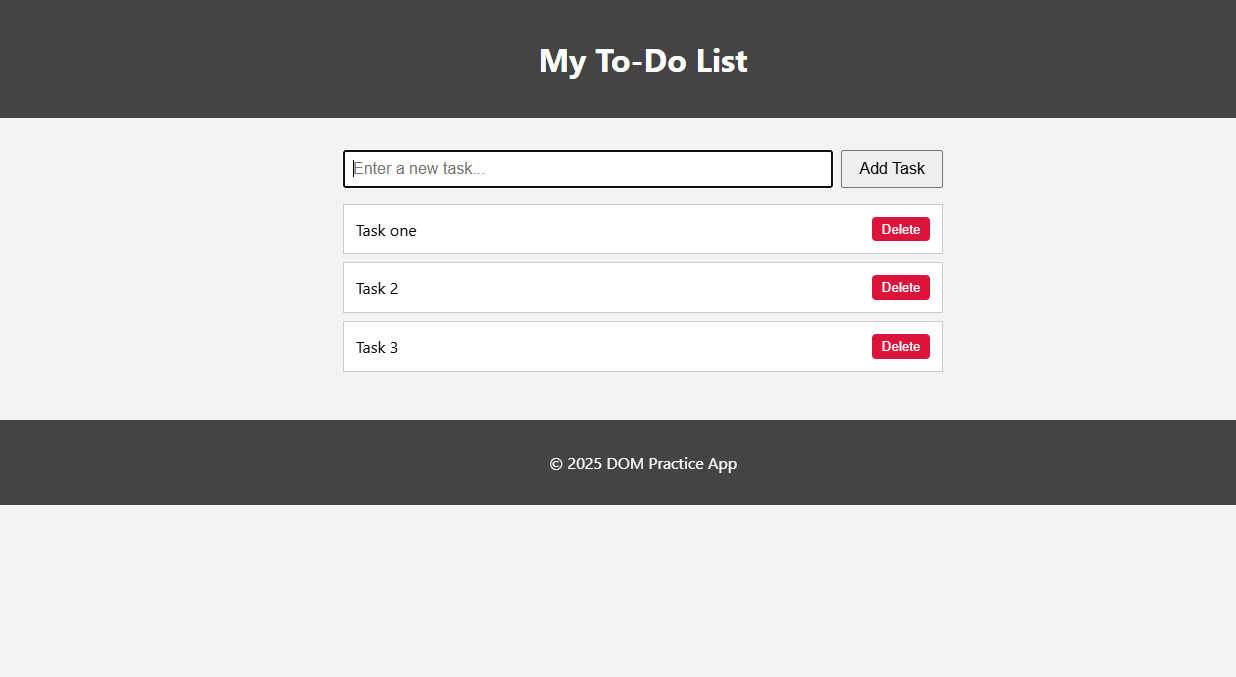 My To-Do List
Enter a new task...
Add Task
Task one
Delete
Task 2
Delete
Task 3
Delete
© 2025 DOM Practice App